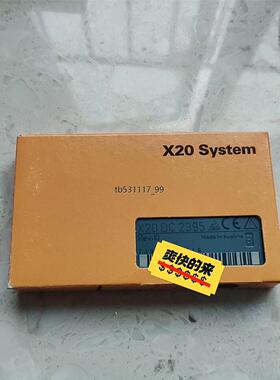 X20 System
tb531117_99
X20 DC 2395
Made in Austria
爽快的来